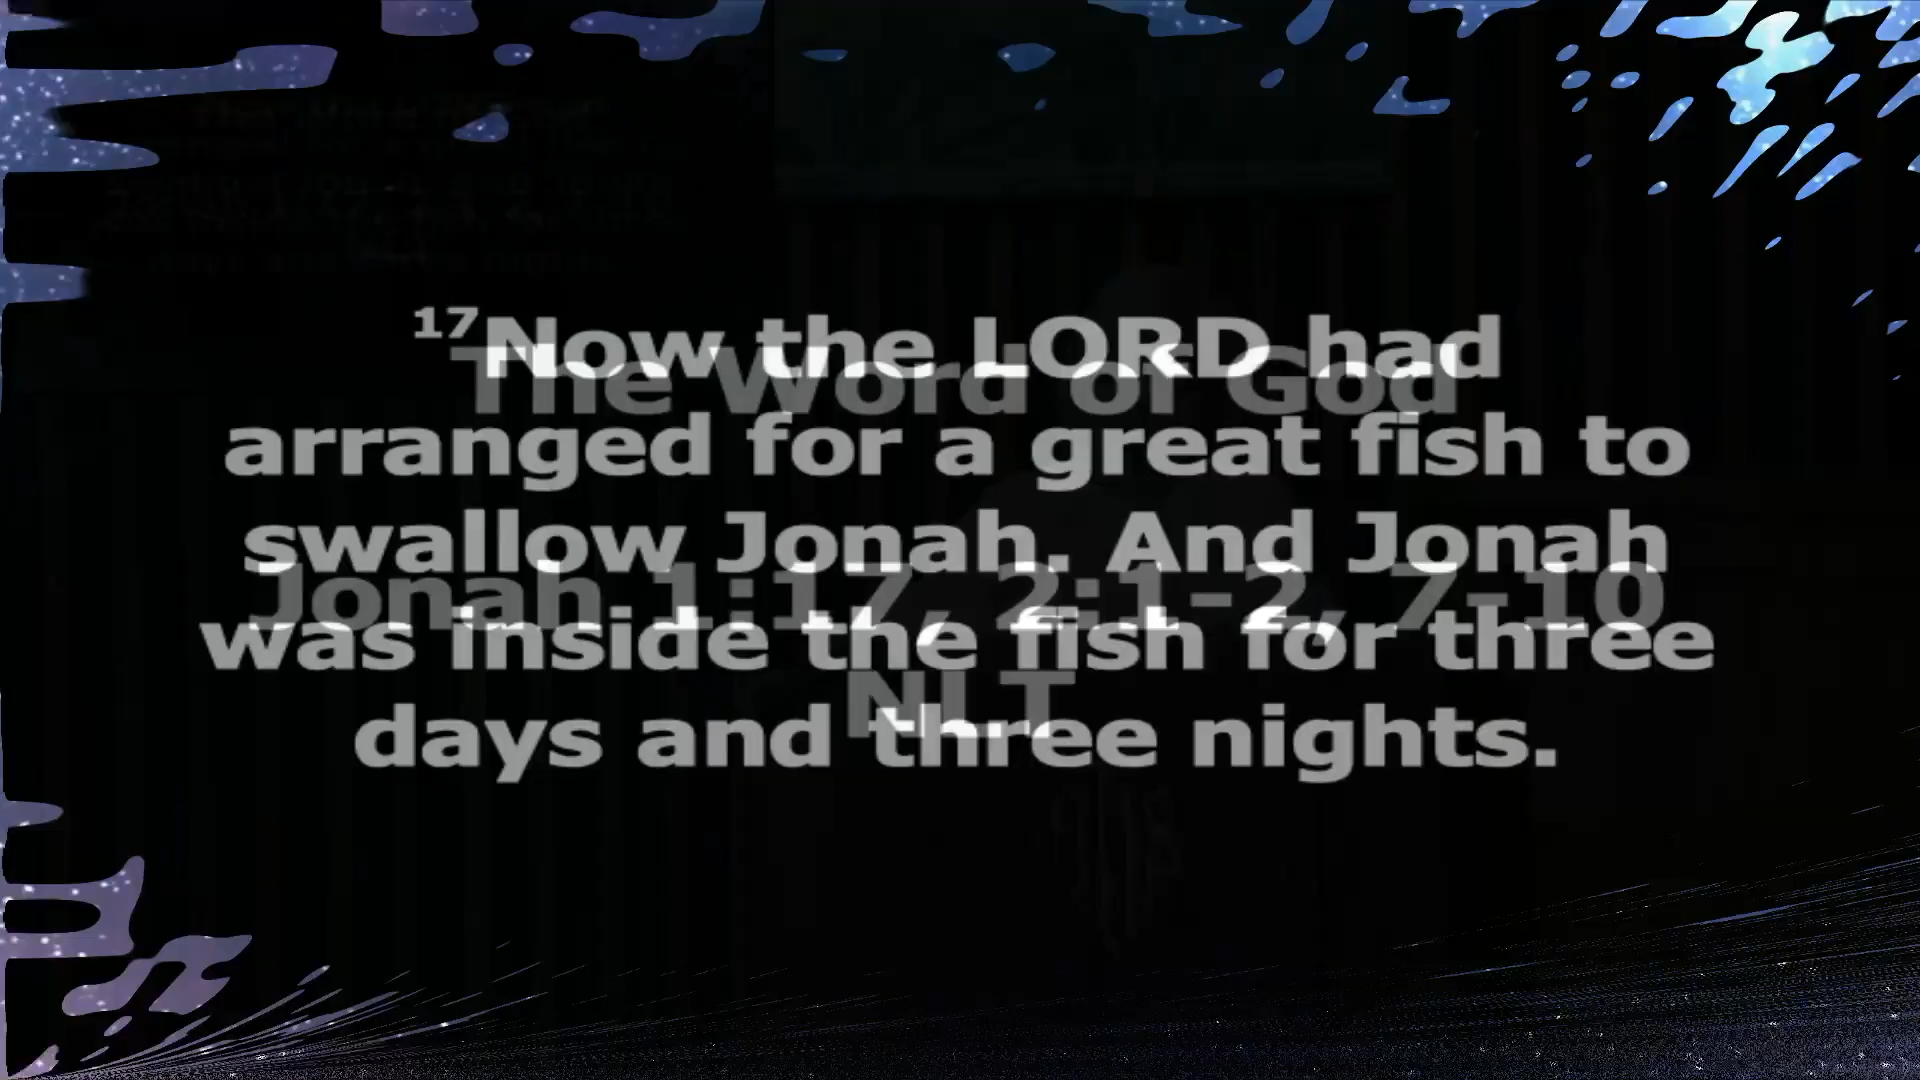 ¹⁷Now the LORD had
The Word of God
arranged for a great fish to
swallow Jonah. And Jonah
Jonah 1:17, 2:1-2, 7-10
was inside the fish for three
NLT
days and three nights.